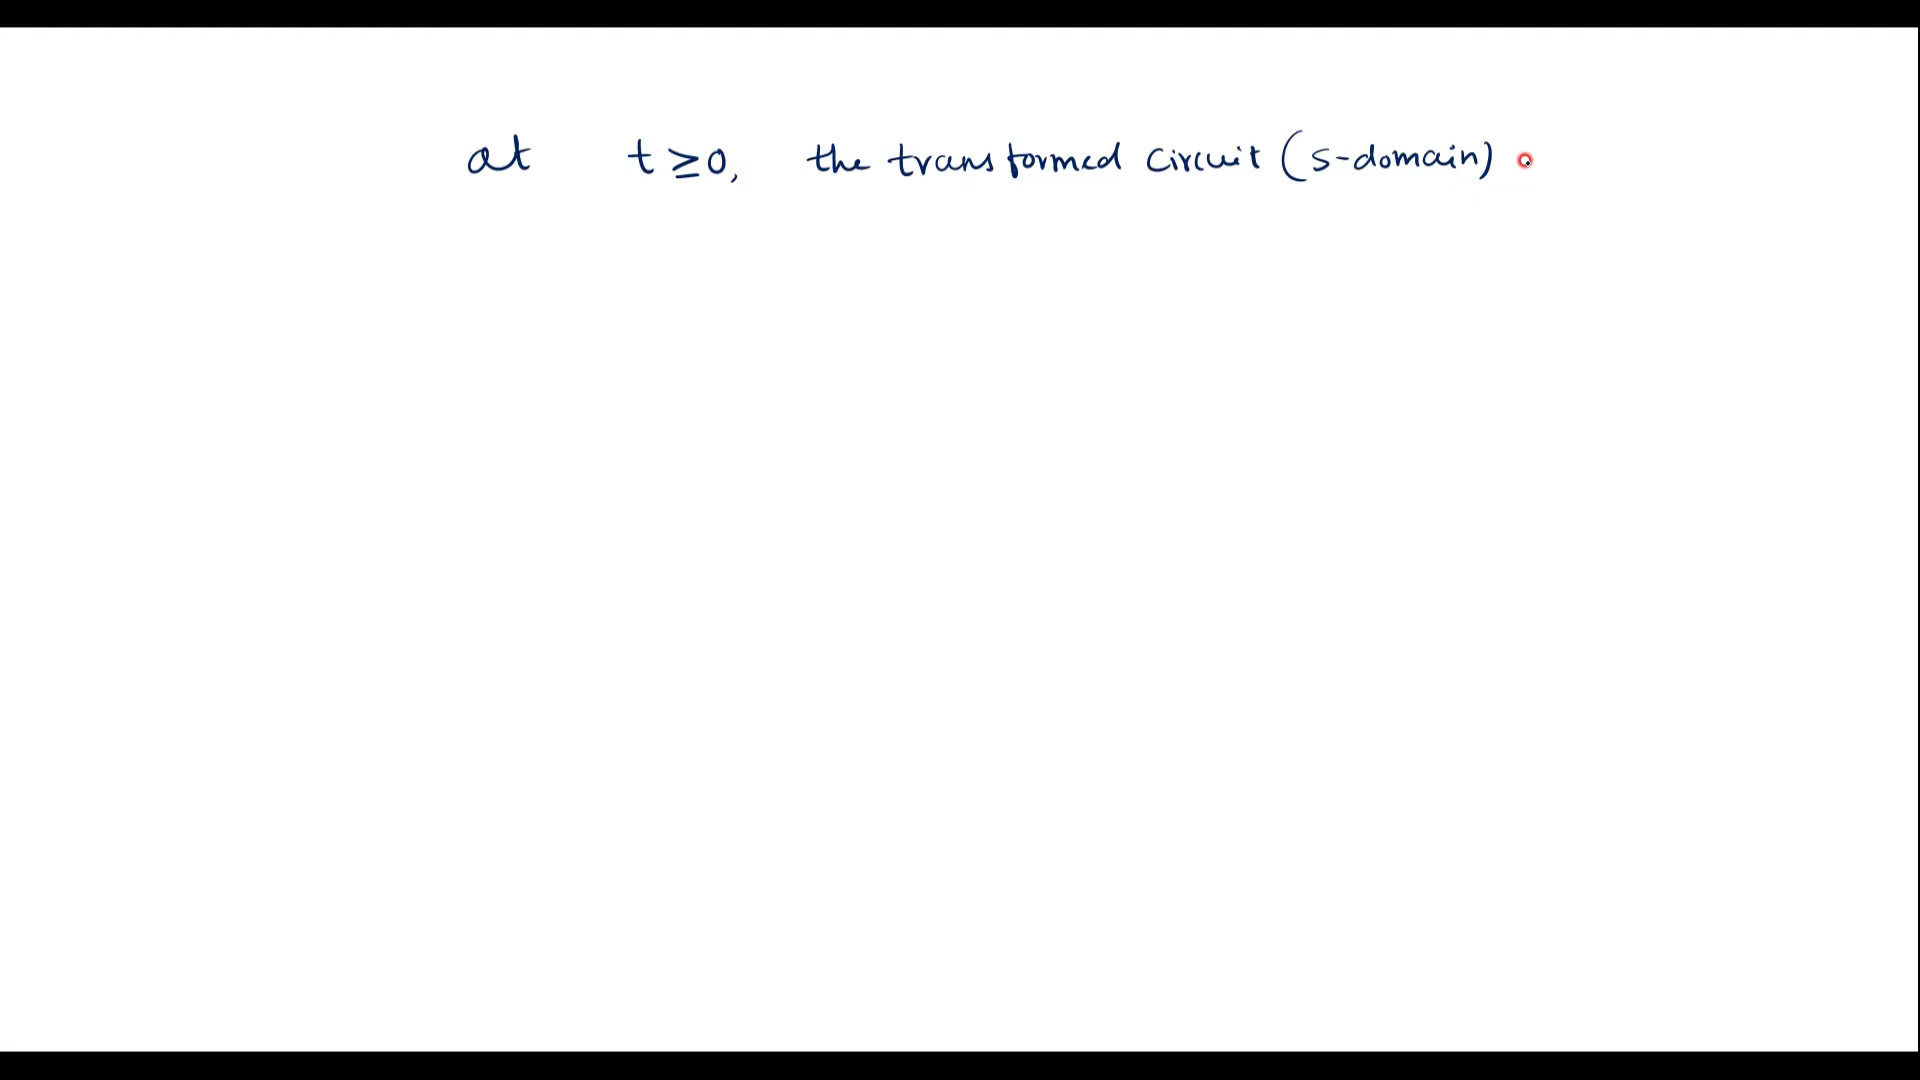 at t ≥ 0, the transformed circuit (s-domain)